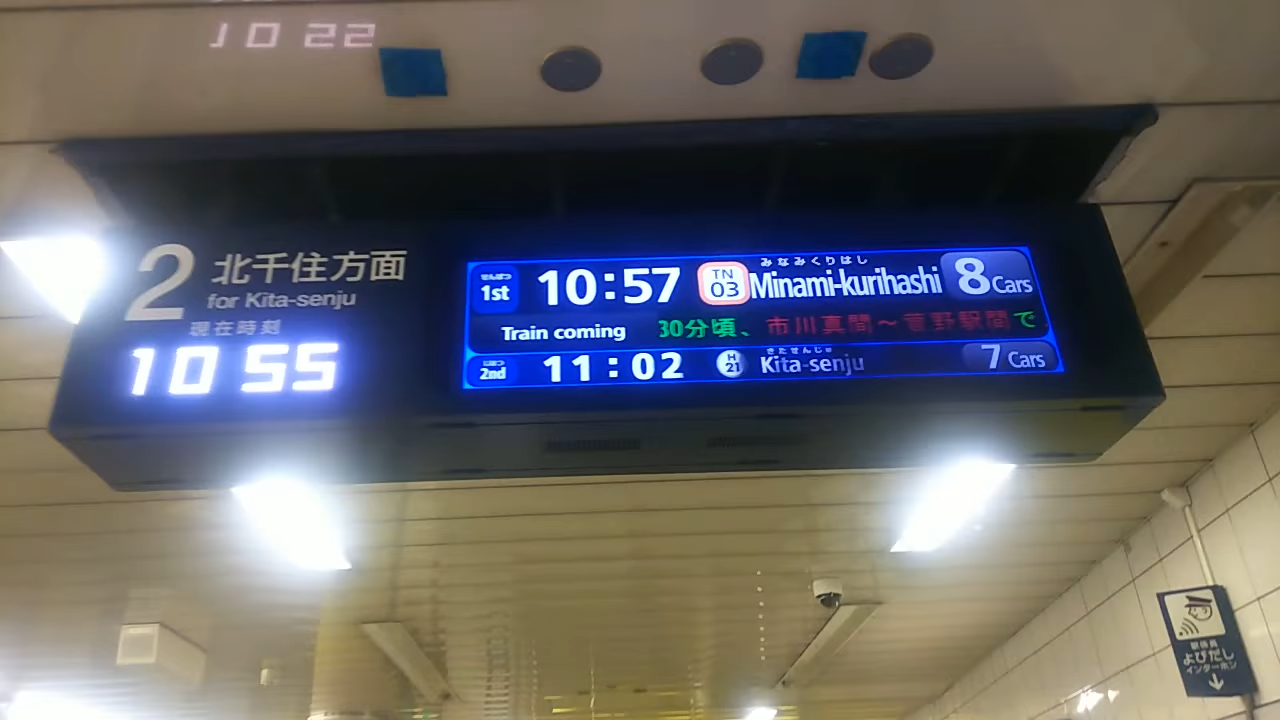 2
北千住方面
for Kita-senju
現在時刻
10 55
せんぱつ
1st
10:57
TN
03
みなみくりはし
Minami-kurihashi
8 Cars
Train coming
30分頃、市川真間～菅野駅間で
じはつ
2nd
11:02
H
21
きたせんじゅ
Kita-senju
7 Cars
駅係員
よびだし
インターホン